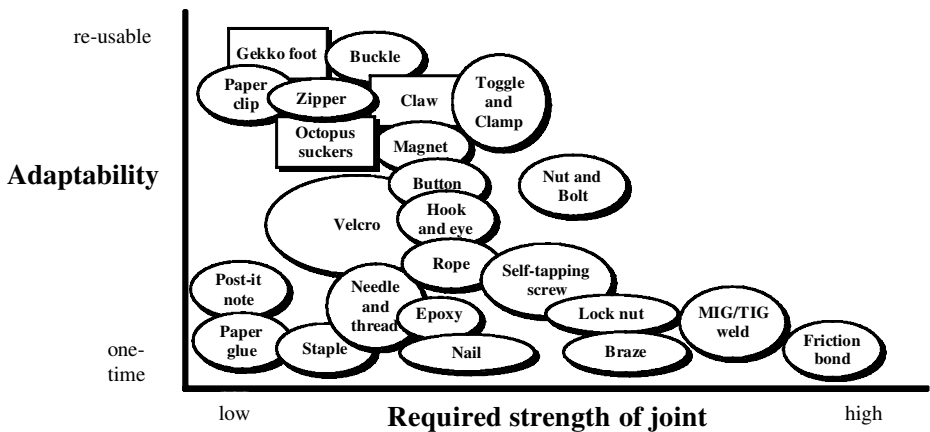 re-usable
Gekko foot
Buckle
Paper
clip
Zipper
Claw
Toggle
and
Clamp
Octopus
suckers
Magnet
Adaptability
Button
Nut and
Bolt
Velcro
Hook
and eye
Rope
Self-tapping
screw
Post-it
note
Needle
and
thread
Epoxy
Lock nut
MIG/TIG
weld
Paper
glue
Staple
Nail
Braze
Friction
bond
one-
time
low
Required strength of joint
high